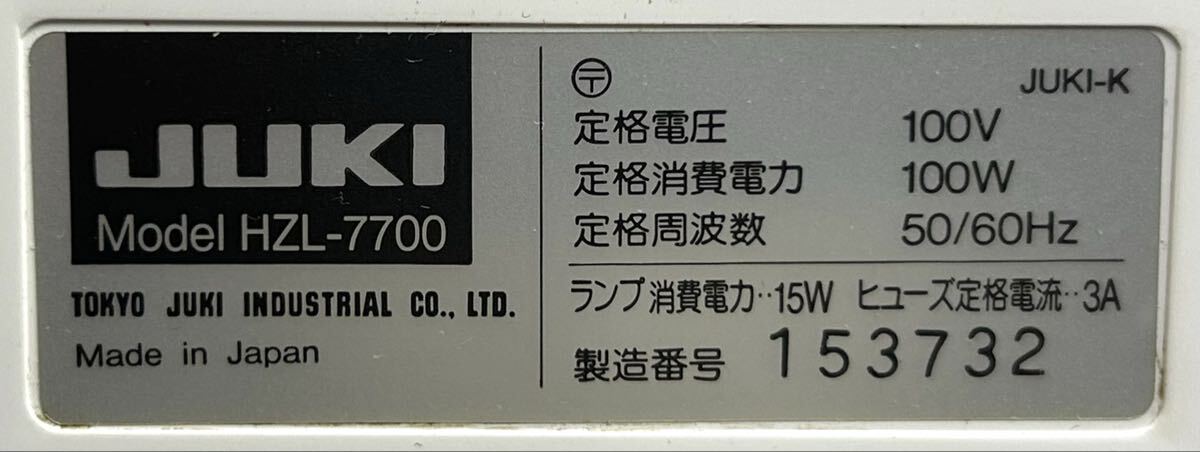 JUKI
Model HZL-7700
TOKYO JUKI INDUSTRIAL CO., LTD.
Made in Japan
〶 JUKI-K
定格電圧 100V
定格消費電力 100W
定格周波数 50/60Hz
ランプ消費電力‥15W ヒューズ定格電流‥3A
製造番号 153732